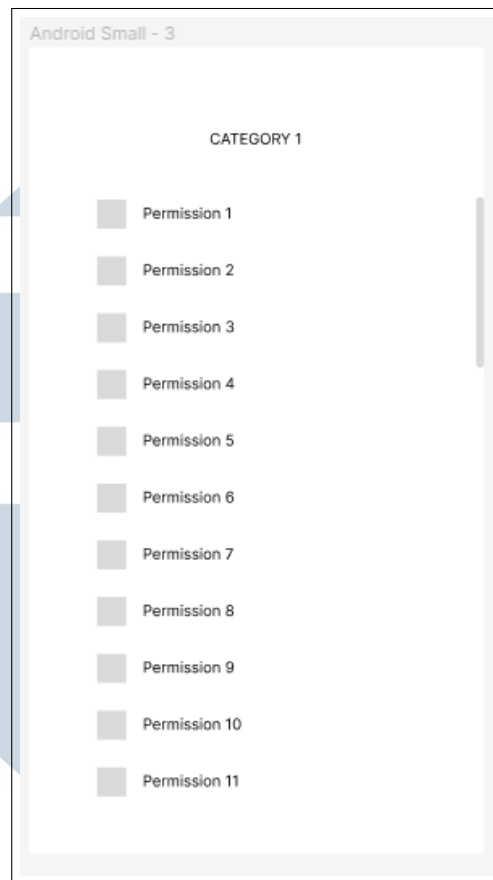 Android Small - 3
CATEGORY 1
Permission 1
Permission 2
Permission 3
Permission 4
Permission 5
Permission 6
Permission 7
Permission 8
Permission 9
Permission 10
Permission 11